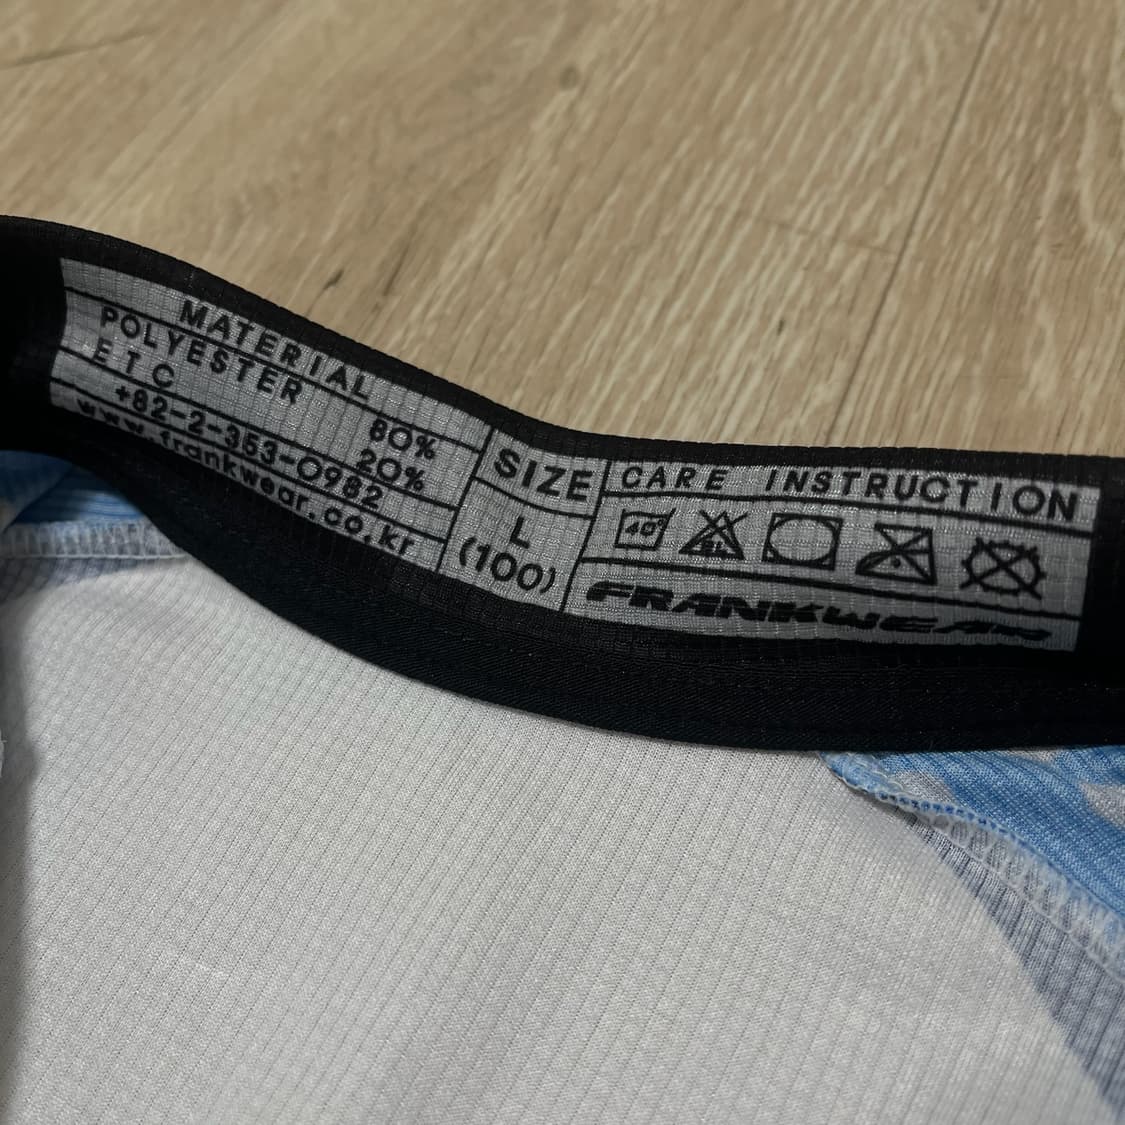 MATERIAL
POLYESTER 80%
ETC 20%
+82-2-353-0982
www.frankwear.co.kr
SIZE
L
(100)
CARE INSTRUCTION
40° BL
FRANKWEAR